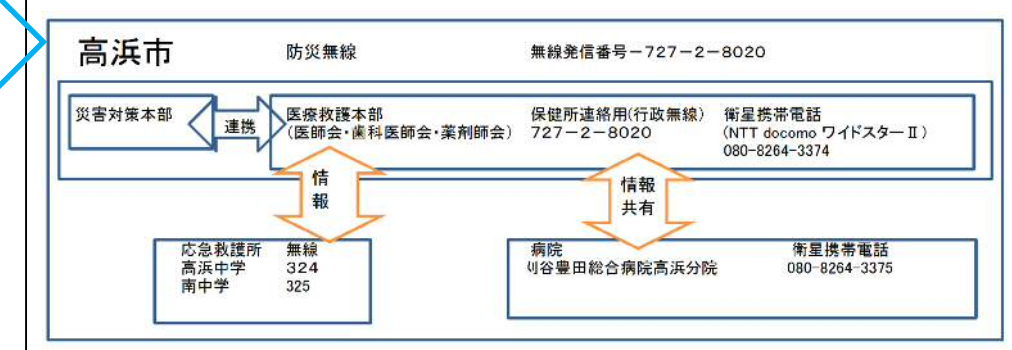 高浜市 防災無線 無線発信番号－727－2－8020
災害対策本部 連携 医療救護本部 保健所連絡用(行政無線) 衛星携帯電話
(医師会・歯科医師会・薬剤師会) 727－2－8020 (NTT docomo ワイドスターⅡ)
080-8264-3374
情
報
情報
共有
応急救護所 無線
高浜中学 324
南中学 325
病院 衛星携帯電話
刈谷豊田総合病院高浜分院 080-8264-3375